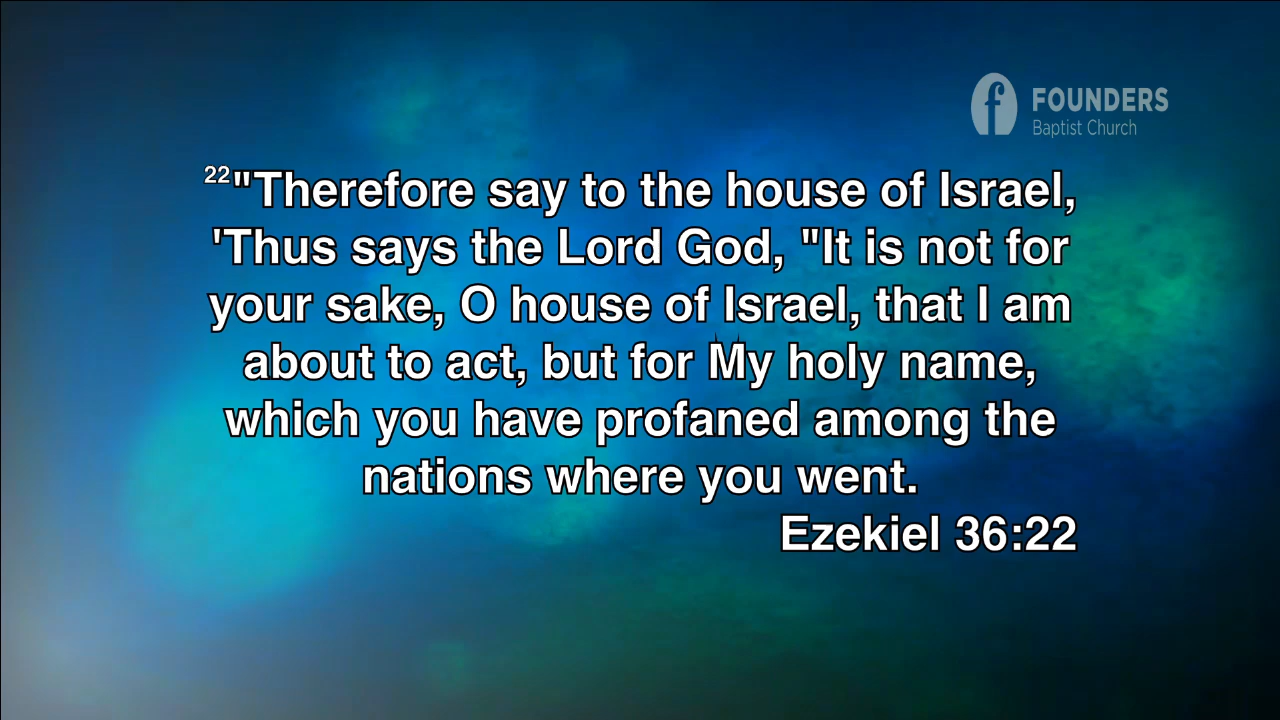 FOUNDERS
Baptist Church
22"Therefore say to the house of Israel,
'Thus says the Lord God, "It is not for
your sake, O house of Israel, that I am
about to act, but for My holy name,
which you have profaned among the
nations where you went.
Ezekiel 36:22